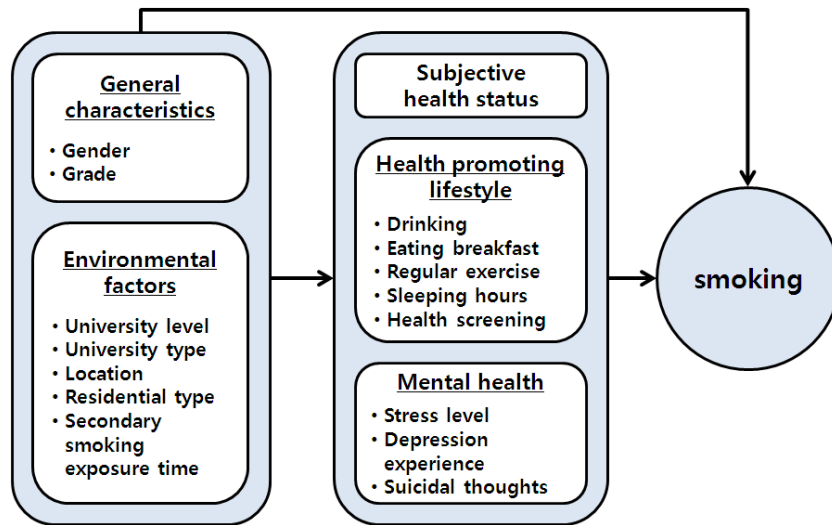 General
characteristics
• Gender
• Grade
Environmental
factors
• University level
• University type
• Location
• Residential type
• Secondary
smoking
exposure time
Subjective
health status
Health promoting
lifestyle
• Drinking
• Eating breakfast
• Regular exercise
• Sleeping hours
• Health screening
Mental health
• Stress level
• Depression
experience
• Suicidal thoughts
smoking